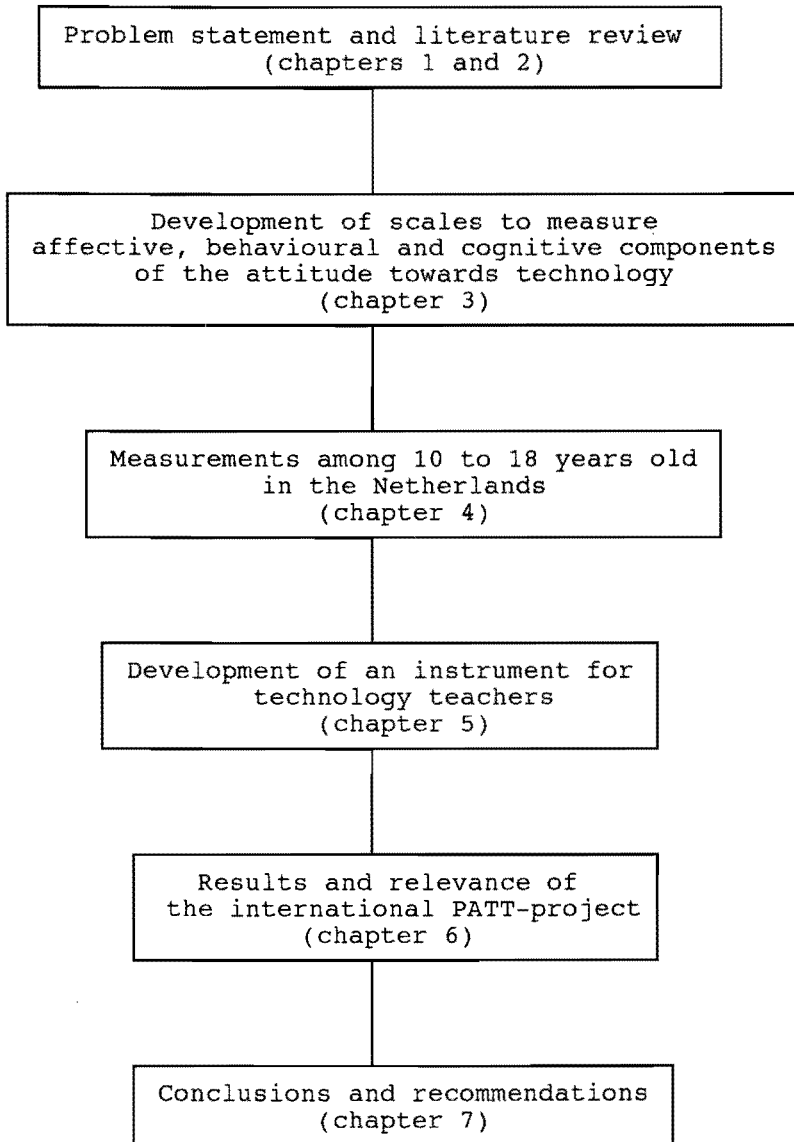 Problem statement and literature review
(chapters 1 and 2)
Development of scales to measure
affective, behavioural and cognitive components
of the attitude towards technology
(chapter 3)
Measurements among 10 to 18 years old
in the Netherlands
(chapter 4)
Development of an instrument for
technology teachers
(chapter 5)
Results and relevance of
the international PATT-project
(chapter 6)
Conclusions and recommendations
(chapter 7)